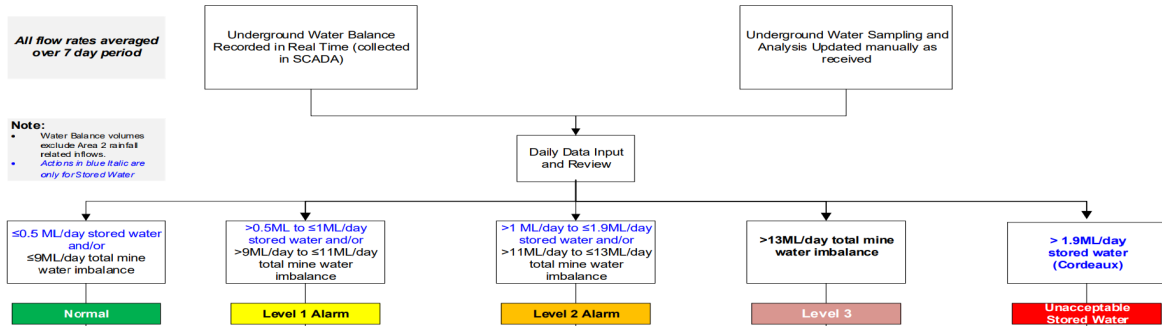 All flow rates averaged
over 7 day period
Underground Water Balance
Recorded in Real Time (collected
in SCADA)
Underground Water Sampling and
Analysis Updated manually as
received
Note:
• Water Balance volumes
exclude Area 2 rainfall
related inflows.
• Actions in blue Italic are
only for Stored Water
Daily Data Input
and Review
≤0.5 ML/day stored water
and/or
≤9ML/day total mine
water imbalance
>0.5ML to ≤1ML/day
stored water and/or
>9ML/day to ≤11ML/day
total mine water
imbalance
>1 ML/day to ≤1.9ML/day
stored water and/or
>11ML/day to ≤13ML/day
total mine water
imbalance
>13ML/day total mine
water imbalance
> 1.9ML/day
stored water
(Cordeaux)
Normal
Level 1 Alarm
Level 2 Alarm
Level 3
Unacceptable
Stored Water